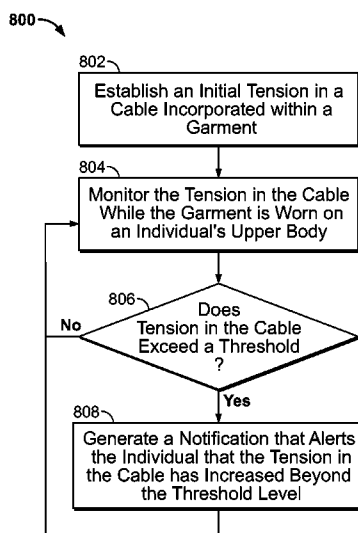 800
802
Establish an Initial Tension in a
Cable Incorporated within a
Garment
804
Monitor the Tension in the Cable
While the Garment is Worn on
an Individual's Upper Body
806
Does
Tension in the Cable
Exceed a Threshold
?
No
Yes
808
Generate a Notification that Alerts
the Individual that the Tension in
the Cable has Increased Beyond
the Threshold Level